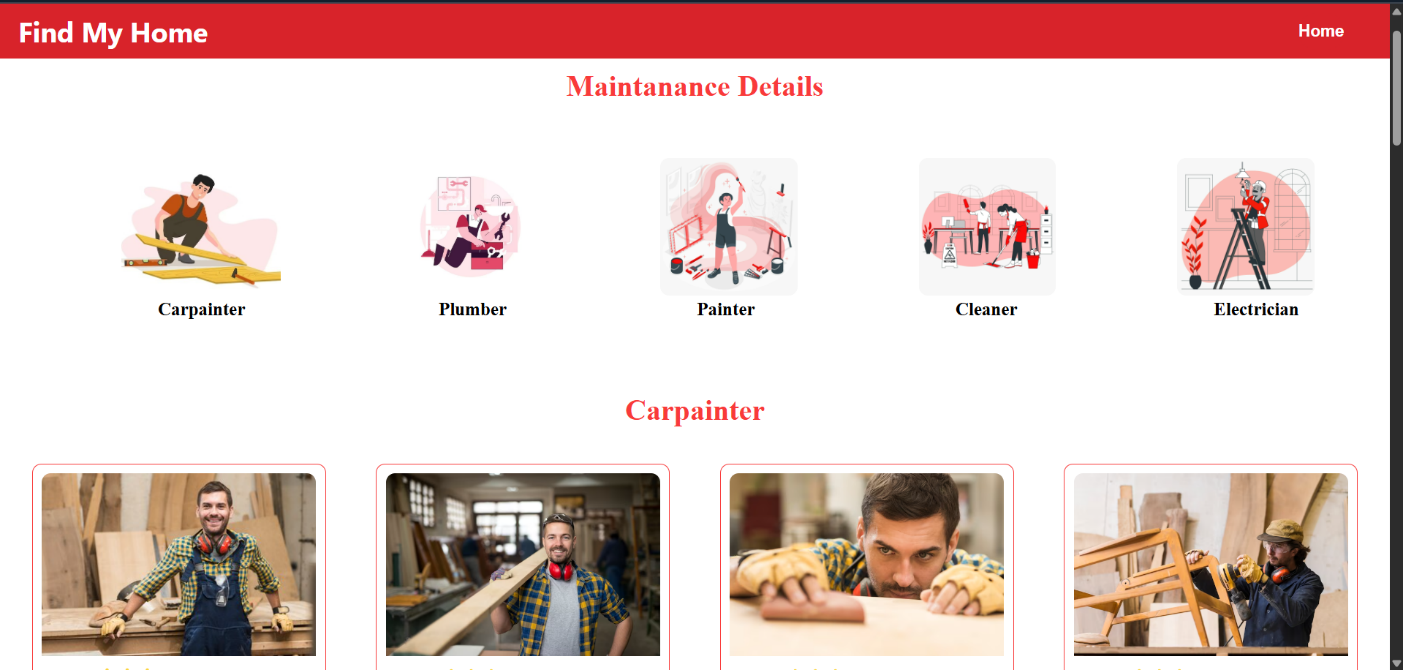 Find My Home
Home
Maintanance Details
Carpainter
Plumber
Painter
Cleaner
Electrician
Carpainter